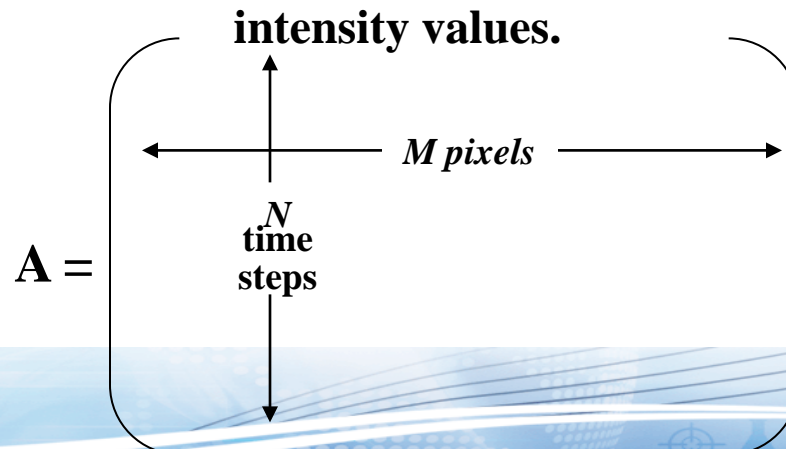 intensity values.
M pixels
N
time
steps
A =